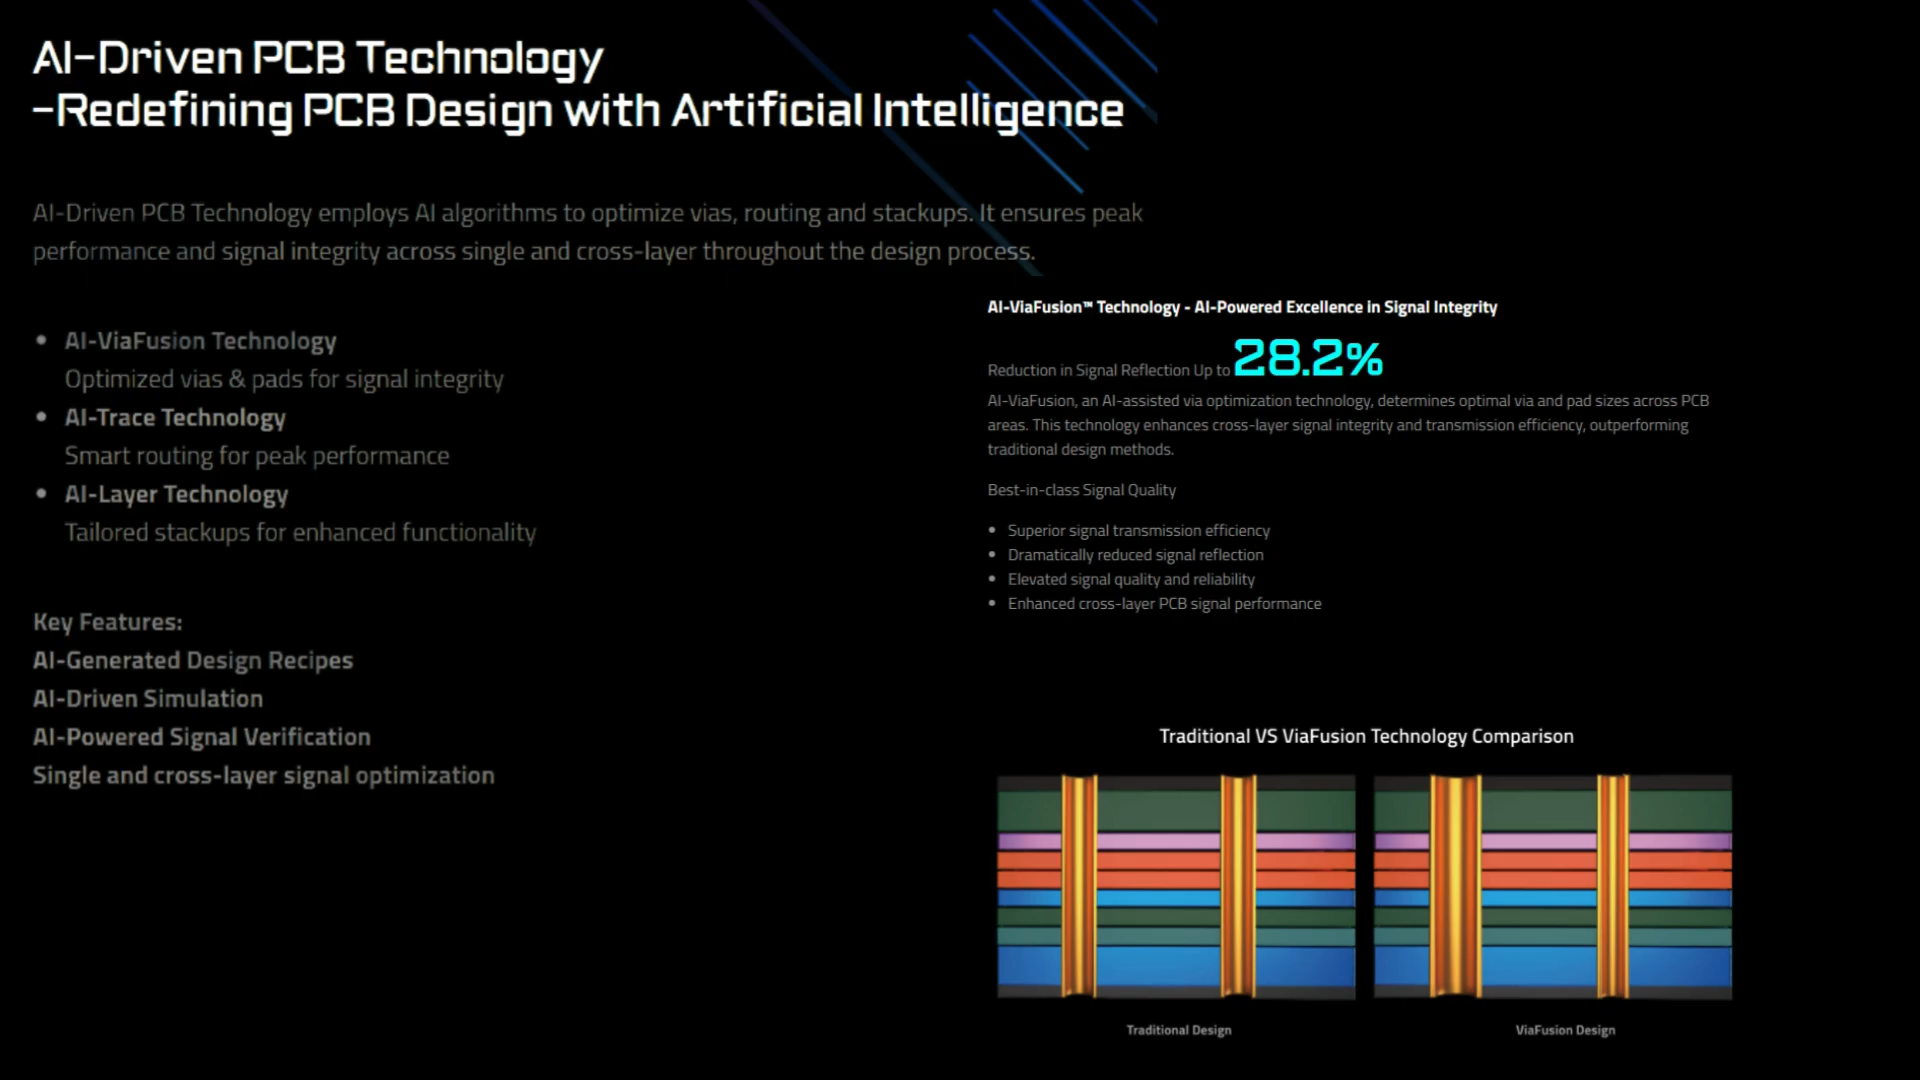 AI-Driven PCB Technology
-Redefining PCB Design with Artificial Intelligence
AI-Driven PCB Technology employs AI algorithms to optimize vias, routing and stackups. It ensures peak
performance and signal integrity across single and cross-layer throughout the design process.
• AI-ViaFusion Technology
Optimized vias & pads for signal integrity
• AI-Trace Technology
Smart routing for peak performance
• AI-Layer Technology
Tailored stackups for enhanced functionality
Key Features:
AI-Generated Design Recipes
AI-Driven Simulation
AI-Powered Signal Verification
Single and cross-layer signal optimization
AI-ViaFusion™ Technology - AI-Powered Excellence in Signal Integrity
Reduction in Signal Reflection Up to 28.2%
AI-ViaFusion, an AI-assisted via optimization technology, determines optimal via and pad sizes across PCB
areas. This technology enhances cross-layer signal integrity and transmission efficiency, outperforming
traditional design methods.
Best-in-class Signal Quality
• Superior signal transmission efficiency
• Dramatically reduced signal reflection
• Elevated signal quality and reliability
• Enhanced cross-layer PCB signal performance
Traditional VS ViaFusion Technology Comparison
Traditional Design
ViaFusion Design